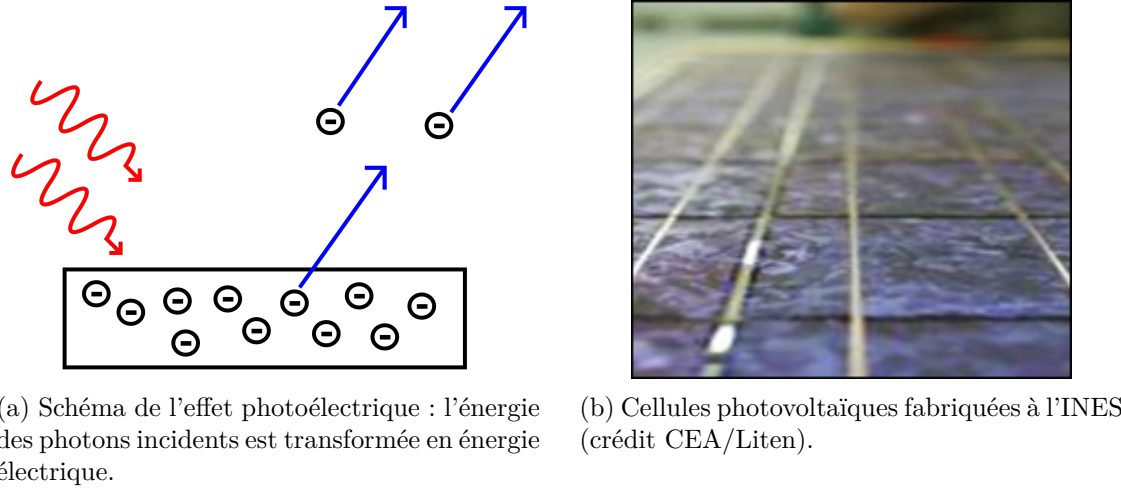 (a) Schéma de l'effet photoélectrique : l'énergie
des photons incidents est transformée en énergie
électrique.
(b) Cellules photovoltaïques fabriquées à l'INES
(crédit CEA/Liten).